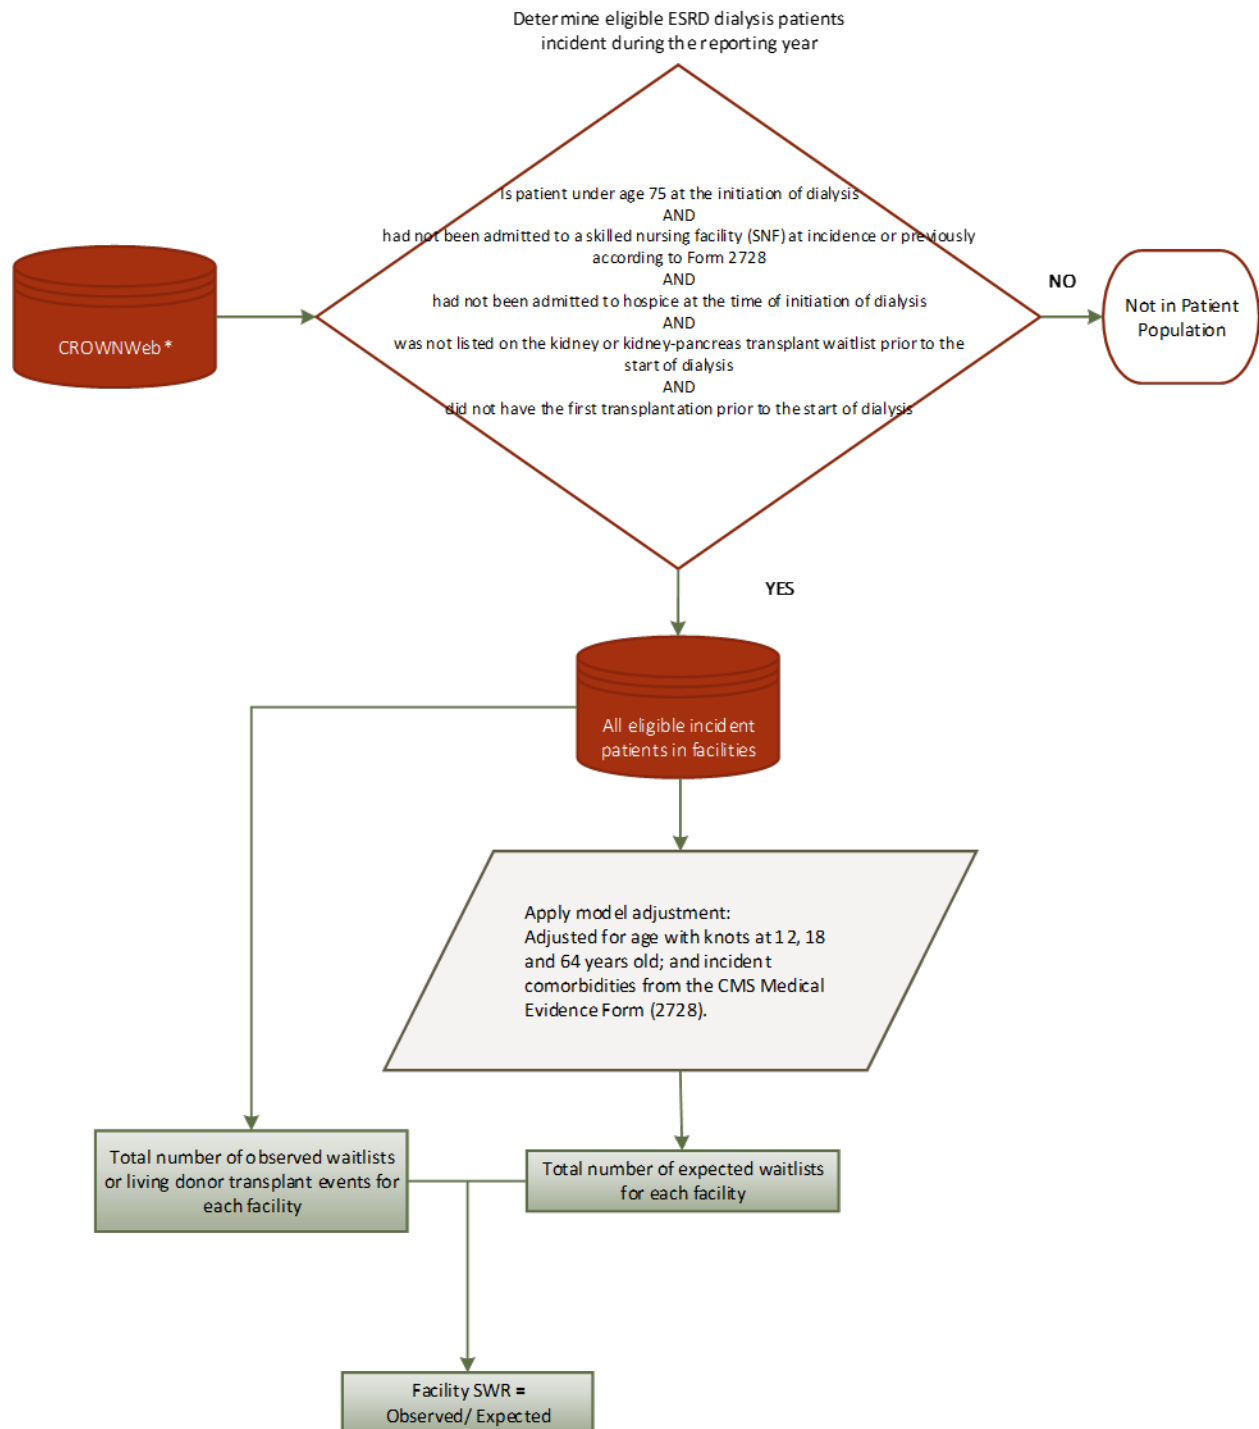 Determine eligible ESRD dialysis patients
incident during the reporting year
Is patient under age 75 at the initiation of dialysis
AND
had not been admitted to a skilled nursing facility (SNF) at incidence or previously
according to Form 2728
AND
had not been admitted to hospice at the time of initiation of dialysis
AND
was not listed on the kidney or kidney-pancreas transplant waitlist prior to the
start of dialysis
AND
did not have the first transplantation prior to the start of dialysis
CROWNWeb*
NO
Not in Patient
Population
YES
All eligible incident
patients in facilities
Apply model adjustment:
Adjusted for age with knots at 12, 18
and 64 years old; and incident
comorbidities from the CMS Medical
Evidence Form (2728).
Total number of observed waitlists
or living donor transplant events for
each facility
Total number of expected waitlists
for each facility
Facility SWR =
Observed/ Expected